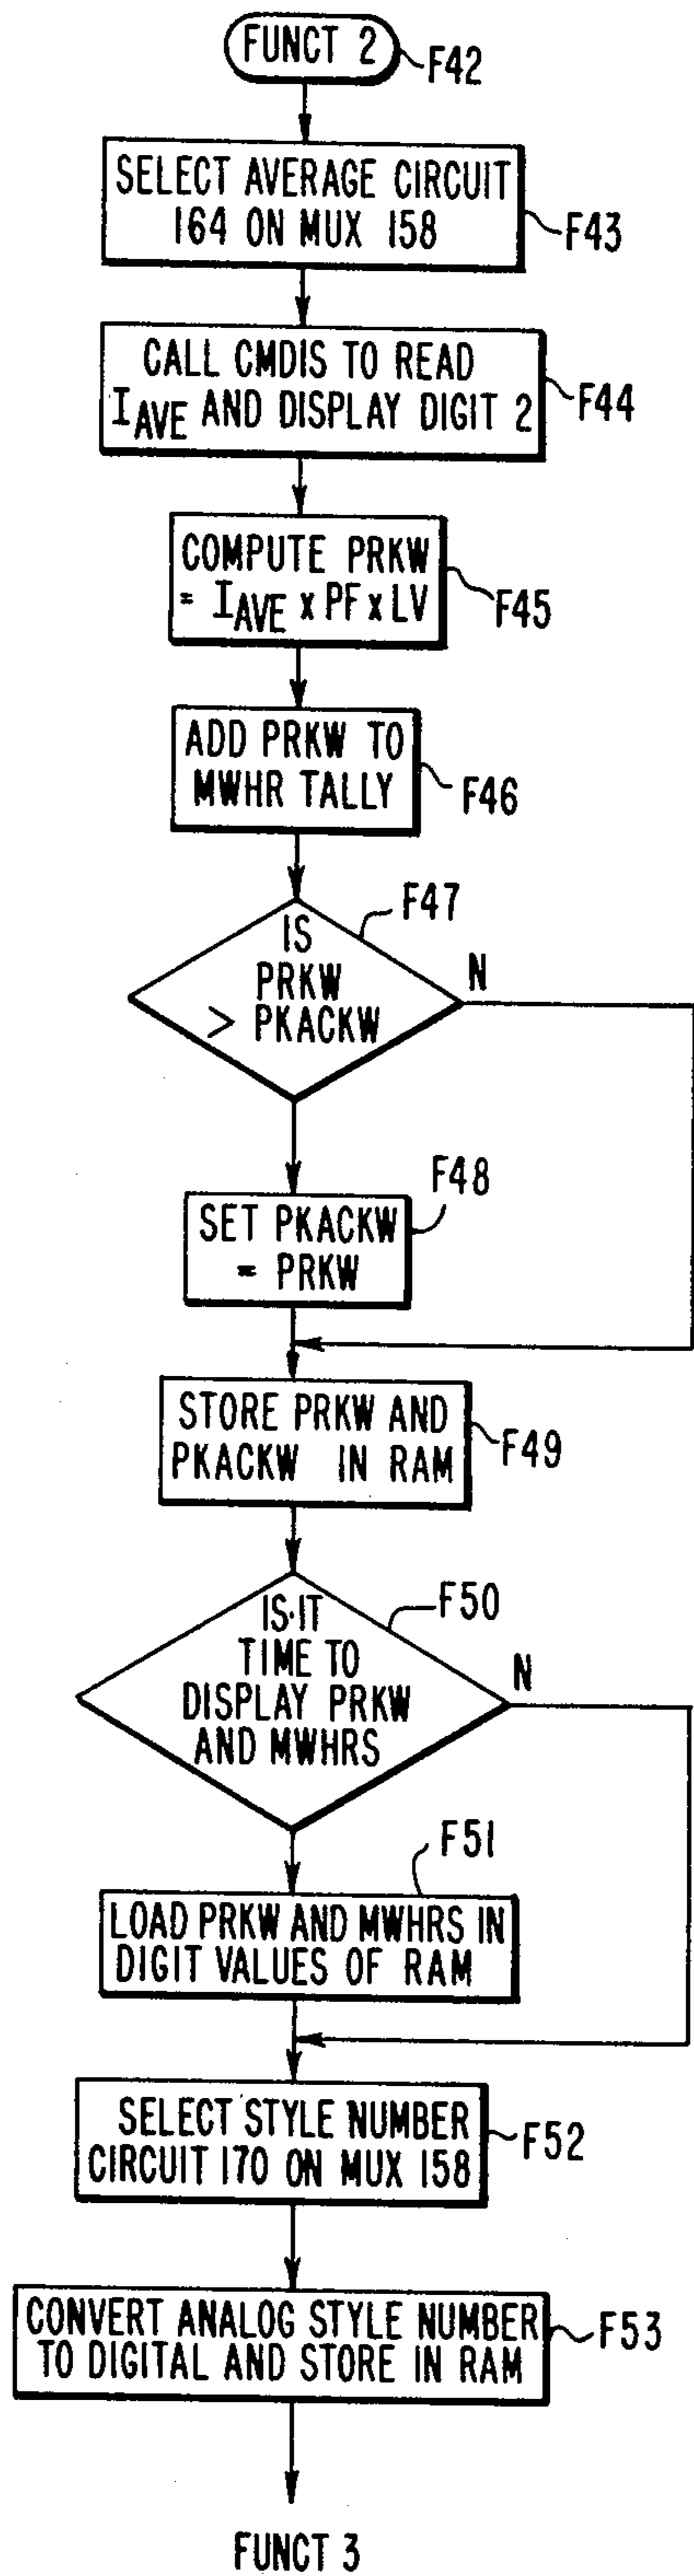 FUNCT 2
F42
SELECT AVERAGE CIRCUIT
164 ON MUX 158
F43
CALL CMDIS TO READ
IAVE AND DISPLAY DIGIT 2
F44
COMPUTE PRKW
= IAVE x PF x LV
F45
ADD PRKW TO
MWHR TALLY
F46
F47
IS
PRKW
> PKACKW
N
F48
SET PKACKW
= PRKW
STORE PRKW AND
PKACKW IN RAM
F49
F50
IS IT
TIME TO
DISPLAY PRKW
AND MWHRS
N
F51
LOAD PRKW AND MWHRS IN
DIGIT VALUES OF RAM
SELECT STYLE NUMBER
CIRCUIT 170 ON MUX 158
F52
CONVERT ANALOG STYLE NUMBER
TO DIGITAL AND STORE IN RAM
F53
FUNCT 3